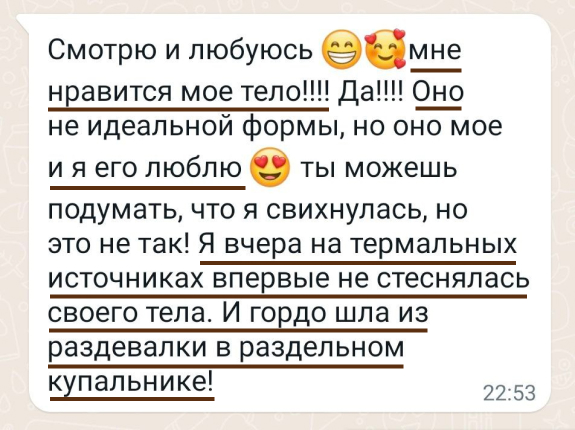 Смотрю и любуюсь 😁🥰мне
нравится мое тело!!!! Да!!!! Оно
не идеальной формы, но оно мое
и я его люблю 😍 ты можешь
подумать, что я свихнулась, но
это не так! Я вчера на термальных
источниках впервые не стеснялась
своего тела. И гордо шла из
раздевалки в раздельном
купальнике!
22:53